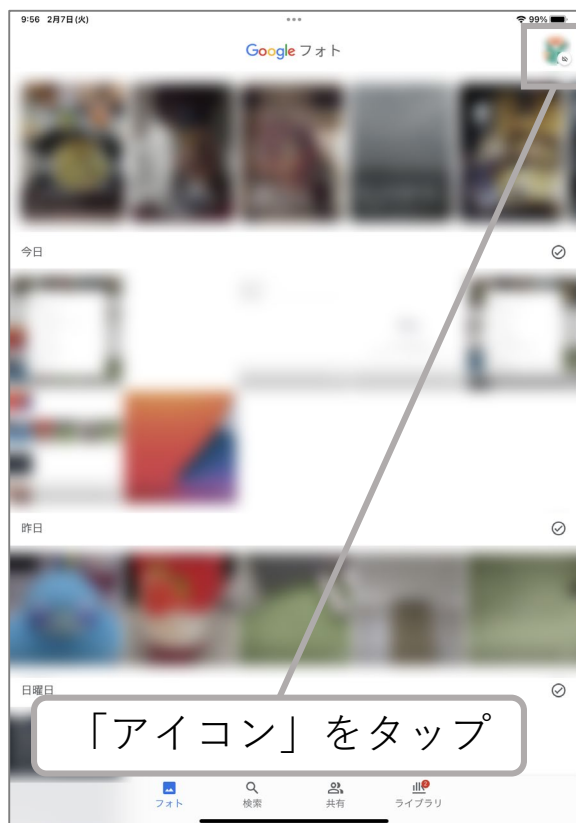 9:56 2月7日(火)
99%
Google フォト
今日
昨日
日曜日
「アイコン」をタップ
フォト
検索
共有
2
ライブラリ